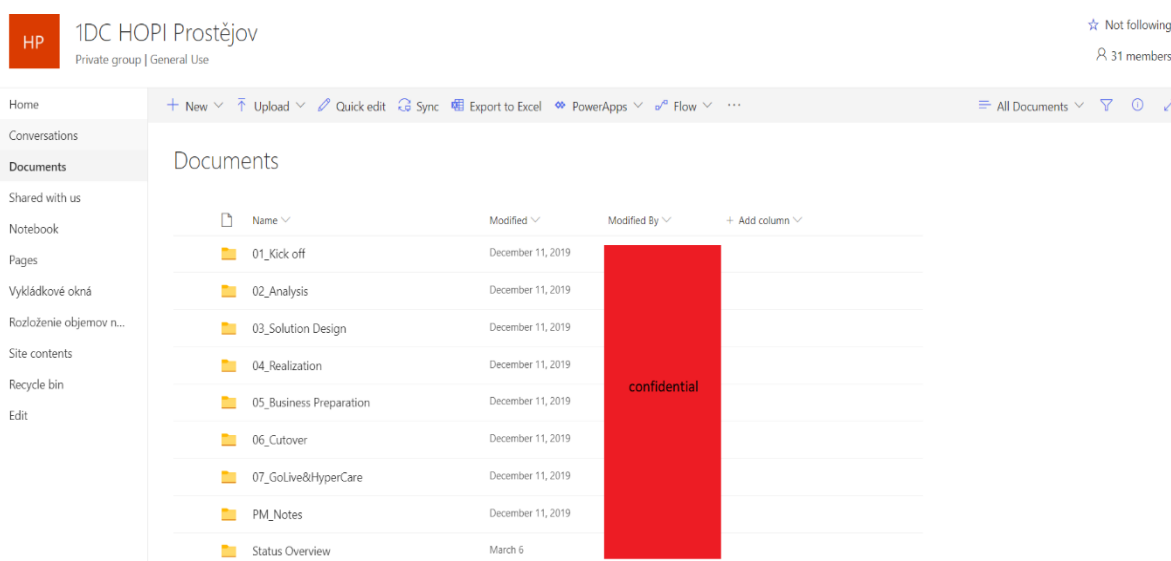 HP
1DC HOPI Prostějov
Private group | General Use
Not following
31 members
Home
Conversations
Documents
Shared with us
Notebook
Pages
Vykládkové okná
Rozloženie objemov n...
Site contents
Recycle bin
Edit
New Upload Quick edit Sync Export to Excel PowerApps Flow ... All Documents
Documents
Name Modified Modified By + Add column
01_Kick off December 11, 2019
02_Analysis December 11, 2019
03_Solution Design December 11, 2019
04_Realization December 11, 2019
confidential
05_Business Preparation December 11, 2019
06_Cutover December 11, 2019
07_GoLive&HyperCare December 11, 2019
PM_Notes December 11, 2019
Status Overview March 6